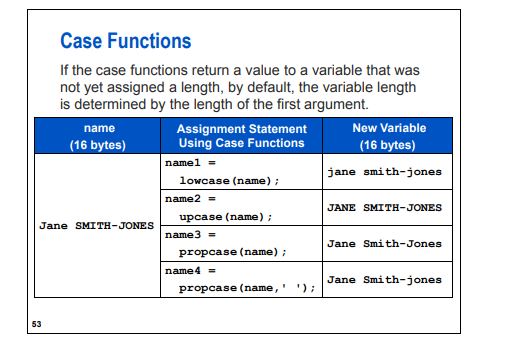 Case Functions
If the case functions return a value to a variable that was
not yet assigned a length, by default, the variable length
is determined by the length of the first argument.
name
(16 bytes)
Assignment Statement
Using Case Functions
New Variable
(16 bytes)
Jane SMITH-JONES
name1 =
lowcase(name);
jane smith-jones
name2 =
upcase(name);
JANE SMITH-JONES
name3 =
propcase(name);
Jane Smith-Jones
name4 =
propcase(name,' ');
Jane Smith-jones
53